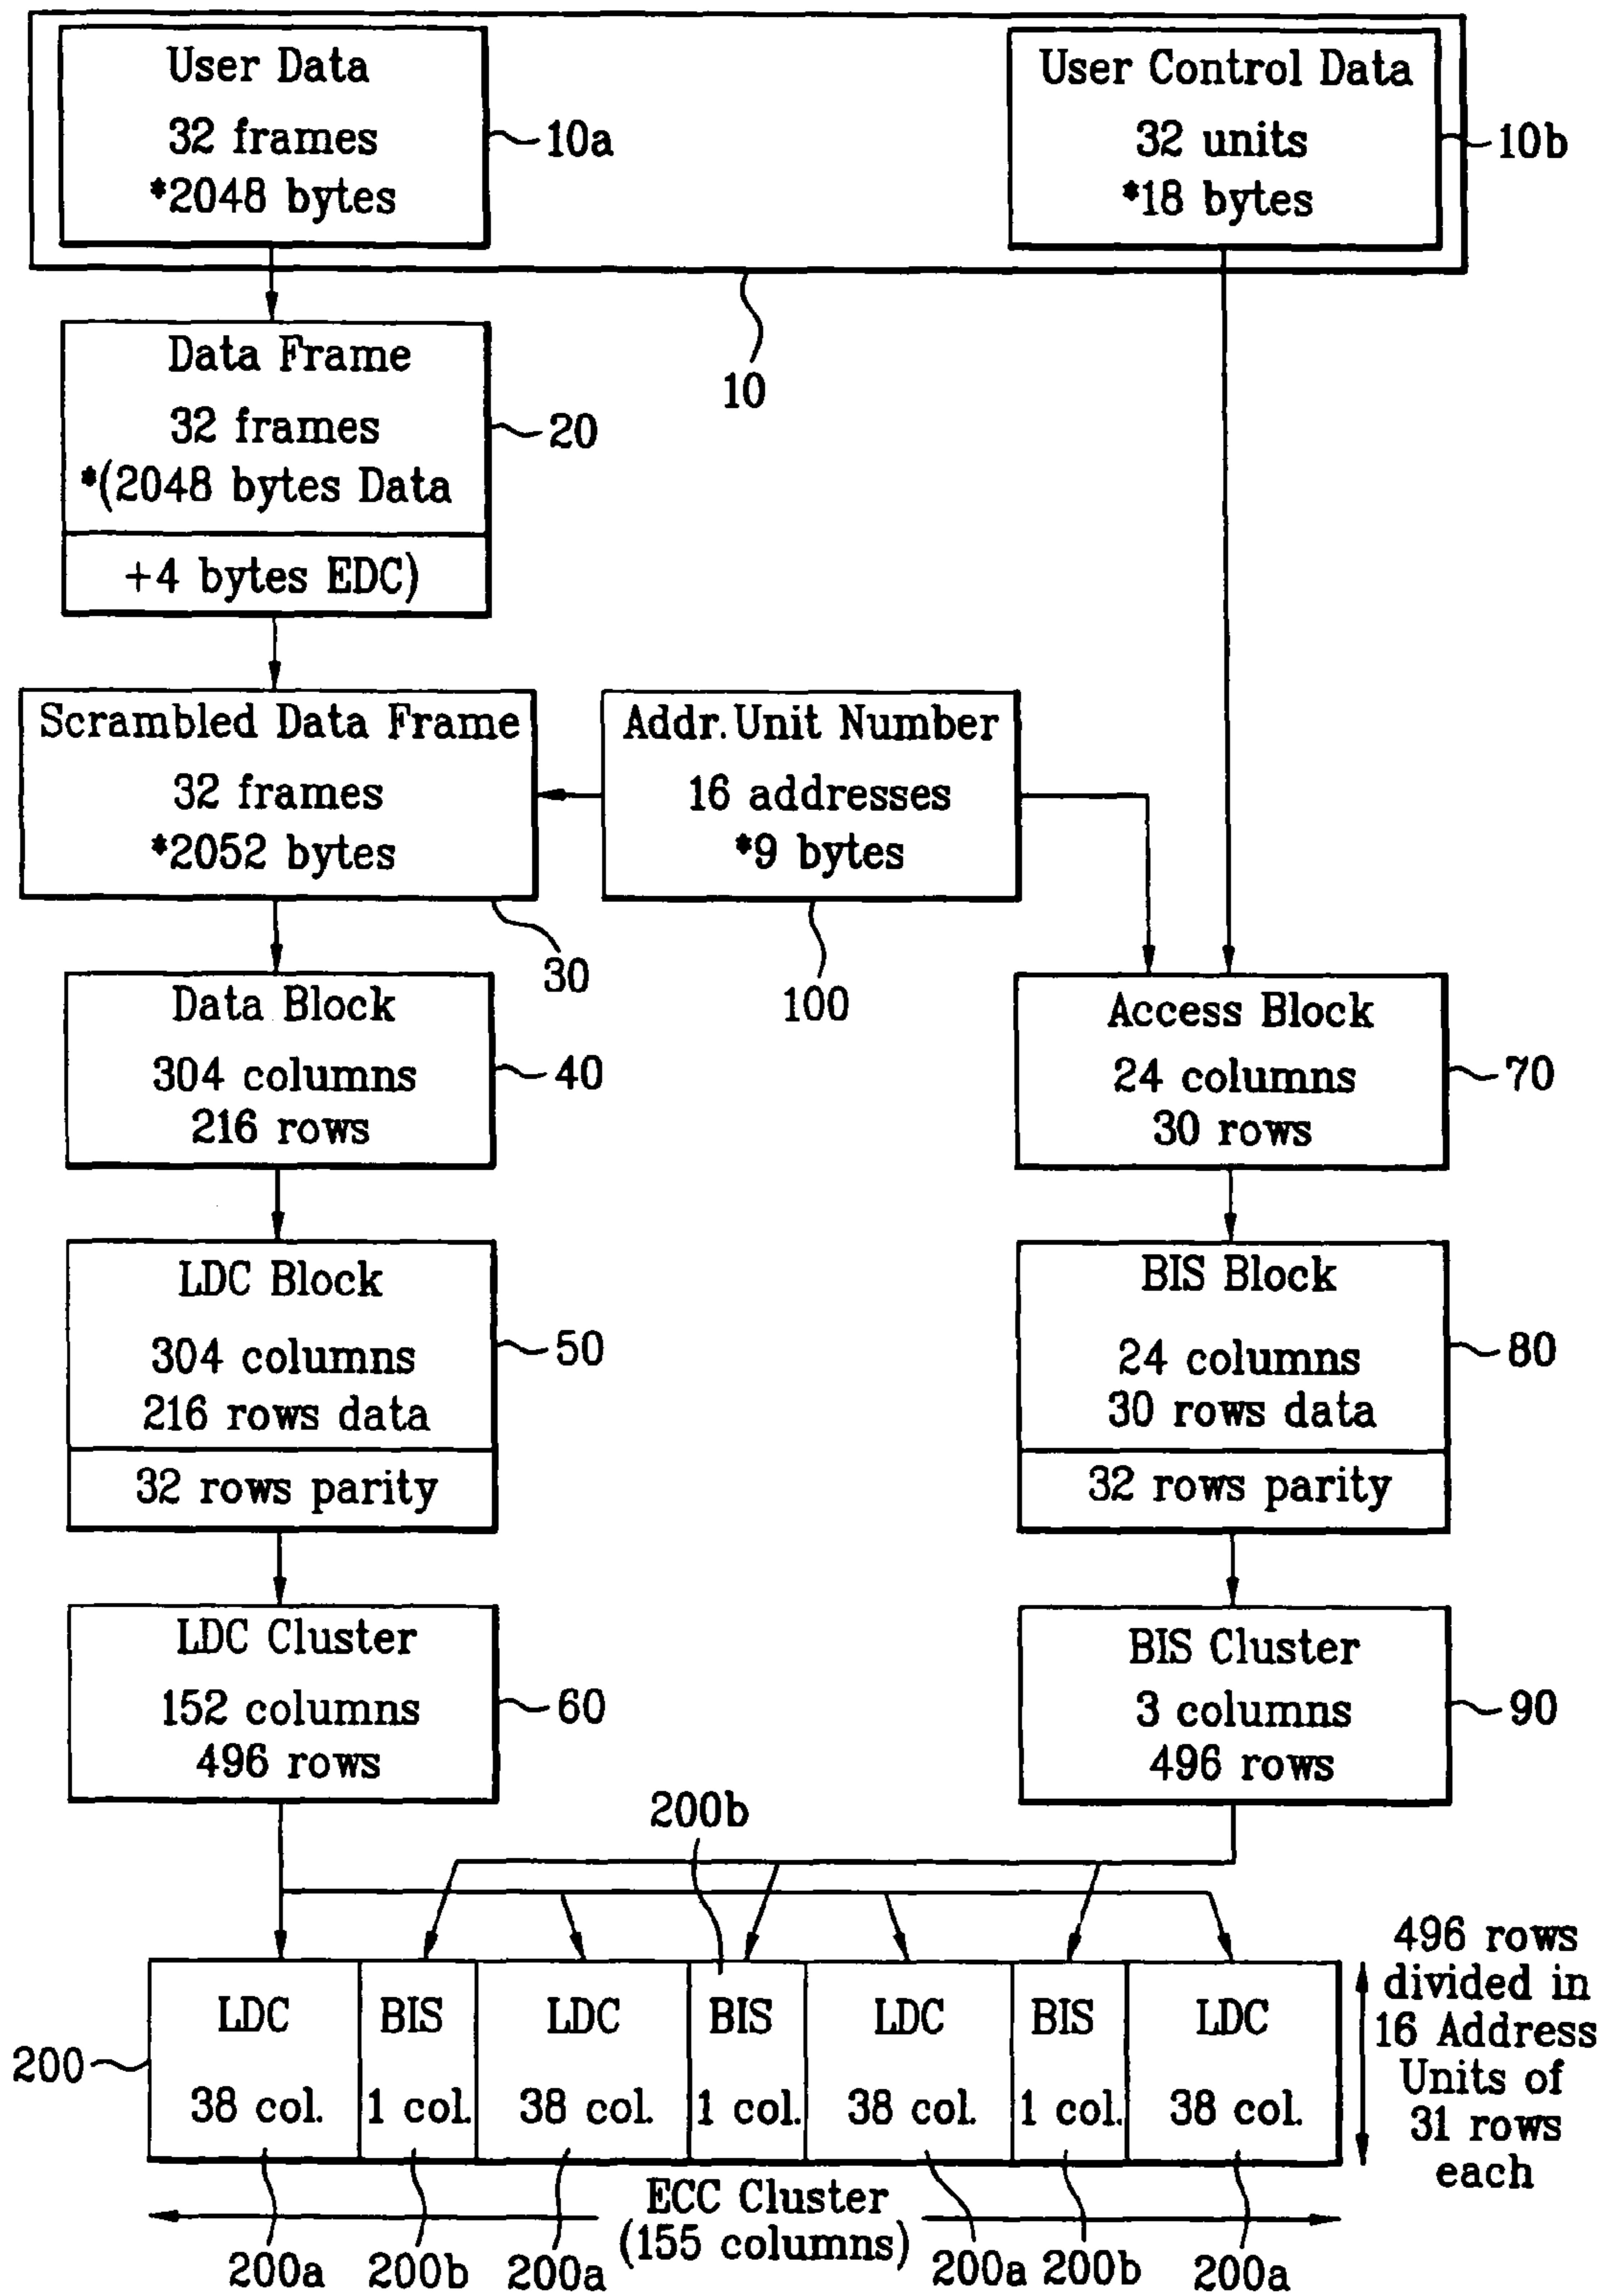 User Data
32 frames
*2048 bytes
10a
User Control Data
32 units
*18 bytes
10b
10
Data Frame
32 frames
*(2048 bytes Data
+4 bytes EDC)
20
Scrambled Data Frame
32 frames
*2052 bytes
30
Addr. Unit Number
16 addresses
*9 bytes
100
Data Block
304 columns
216 rows
40
Access Block
24 columns
30 rows
70
LDC Block
304 columns
216 rows data
32 rows parity
50
BIS Block
24 columns
30 rows data
32 rows parity
80
LDC Cluster
152 columns
496 rows
60
BIS Cluster
3 columns
496 rows
90
200b
LDC
38 col.
BIS
1 col.
LDC
38 col.
BIS
1 col.
LDC
38 col.
BIS
1 col.
LDC
38 col.
200
496 rows
divided in
16 Address
Units of
31 rows
each
ECC Cluster
(155 columns)
200a
200b
200a
200a
200b
200a